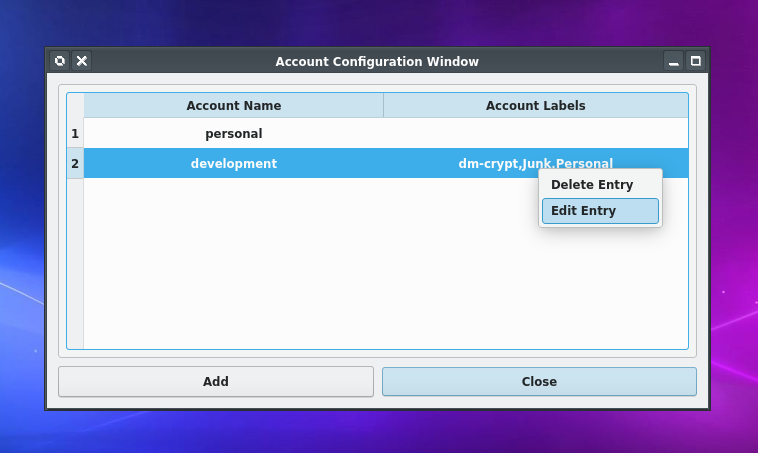 Account Configuration Window
Account Name Account Labels
1 personal
2 development dm-crypt,Junk,Personal
Delete Entry
Edit Entry
Add Close